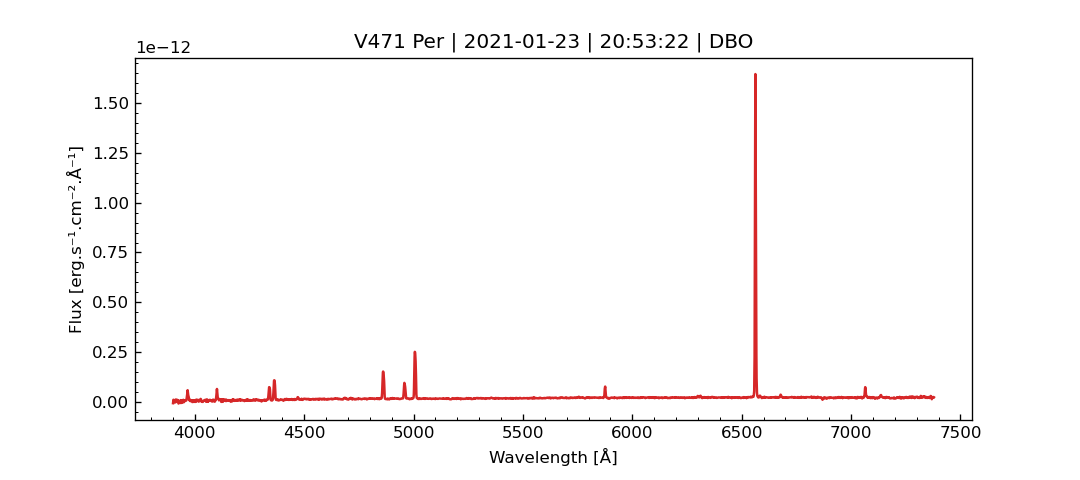 V471 Per | 2021-01-23 | 20:53:22 | DBO
1e−12
1.50
1.25
1.00
0.75
0.50
0.25
0.00
Flux [erg.s⁻¹.cm⁻².Å⁻¹]
4000 4500 5000 5500 6000 6500 7000 7500
Wavelength [Å]